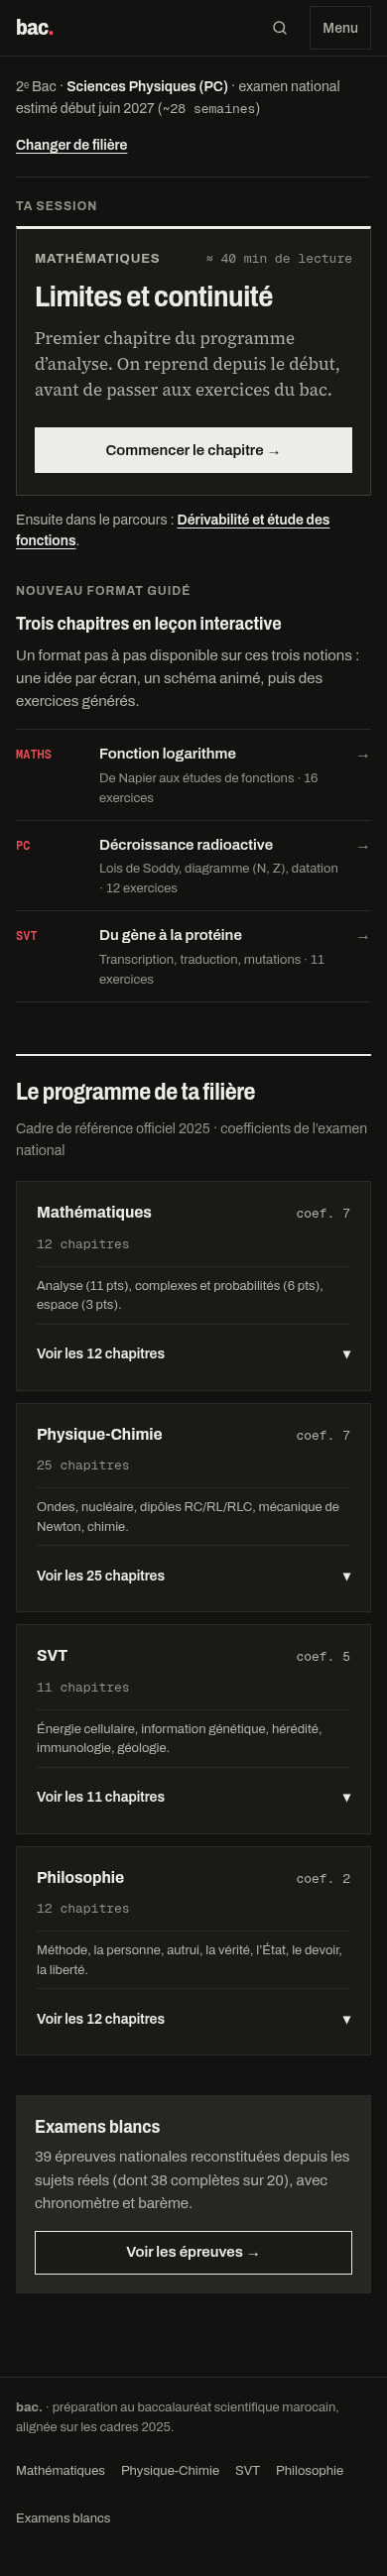 bac.
Menu
2ᵉ Bac · Sciences Physiques (PC) · examen national
estimé début juin 2027 (~28 semaines)
Changer de filière
TA SESSION
MATHÉMATIQUES ≈ 40 min de lecture
Limites et continuité
Premier chapitre du programme
d’analyse. On reprend depuis le début,
avant de passer aux exercices du bac.
Commencer le chapitre →
Ensuite dans le parcours : Dérivabilité et étude des
fonctions.
NOUVEAU FORMAT GUIDÉ
Trois chapitres en leçon interactive
Un format pas à pas disponible sur ces trois notions :
une idée par écran, un schéma animé, puis des
exercices générés.
MATHS Fonction logarithme →
De Napier aux études de fonctions · 16
exercices
PC Décroissance radioactive →
Lois de Soddy, diagramme (N, Z), datation
· 12 exercices
SVT Du gène à la protéine →
Transcription, traduction, mutations · 11
exercices
Le programme de ta filière
Cadre de référence officiel 2025 · coefficients de l’examen
national
Mathématiques coef. 7
12 chapitres
Analyse (11 pts), complexes et probabilités (6 pts),
espace (3 pts).
Voir les 12 chapitres ▾
Physique-Chimie coef. 7
25 chapitres
Ondes, nucléaire, dipôles RC/RL/RLC, mécanique de
Newton, chimie.
Voir les 25 chapitres ▾
SVT coef. 5
11 chapitres
Énergie cellulaire, information génétique, hérédité,
immunologie, géologie.
Voir les 11 chapitres ▾
Philosophie coef. 2
12 chapitres
Méthode, la personne, autrui, la vérité, l’État, le devoir,
la liberté.
Voir les 12 chapitres ▾
Examens blancs
39 épreuves nationales reconstituées depuis les
sujets réels (dont 38 complètes sur 20), avec
chronomètre et barème.
Voir les épreuves →
bac. · préparation au baccalauréat scientifique marocain,
alignée sur les cadres 2025.
Mathématiques Physique-Chimie SVT Philosophie
Examens blancs